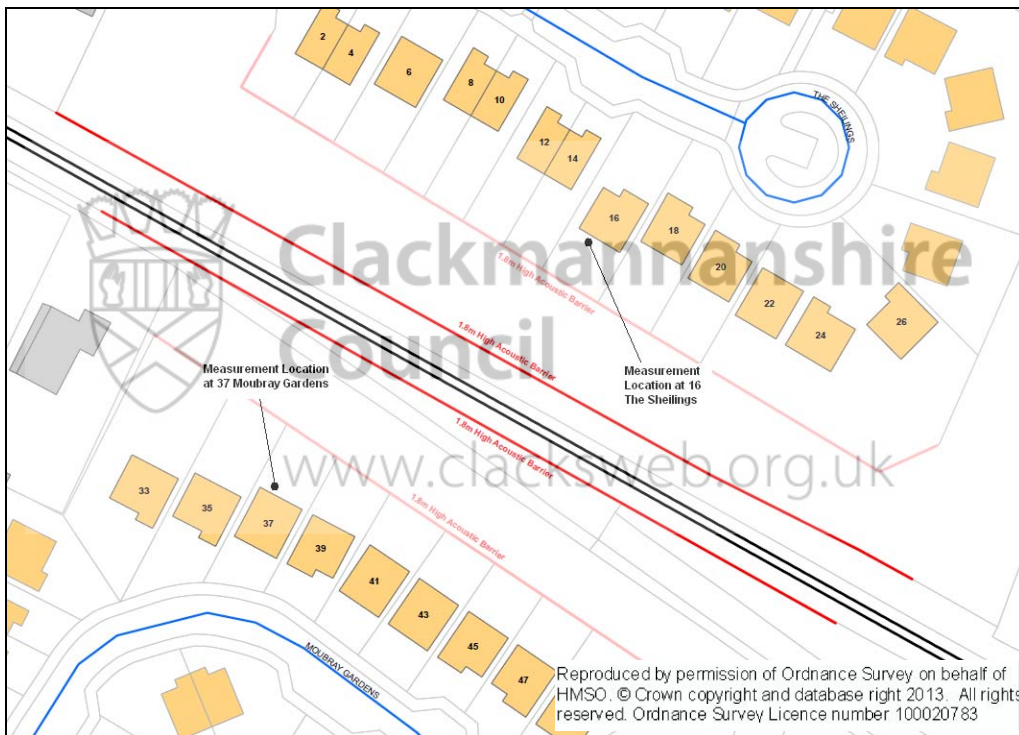 2
4
6
8
10
12
14
THE SHEILINGS
16
18
20
22
24
26
Clackmannanshire
Council
www.clacksweb.org.uk
1.8m High Acoustic Barrier
1.8m High Acoustic Barrier
Measurement Location
at 37 Moubray Gardens
Measurement
Location at 16
The Sheilings
1.8m High Acoustic Barrier
1.8m High Acoustic Barrier
33
35
37
39
41
43
45
47
MOUBRAY GARDENS
Reproduced by permission of Ordnance Survey on behalf of
HMSO. © Crown copyright and database right 2013. All rights
reserved. Ordnance Survey Licence number 100020783